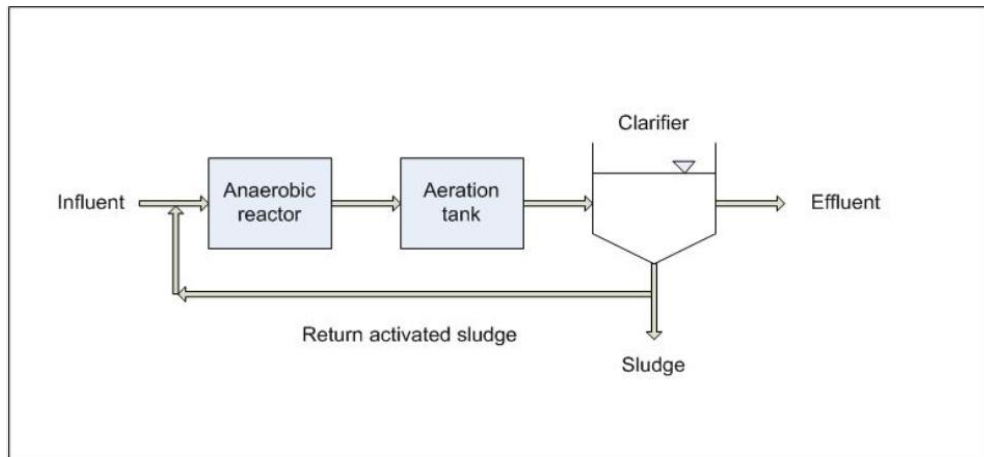 Clarifier
Influent
Anaerobic
reactor
Aeration
tank
Effluent
Return activated sludge
Sludge